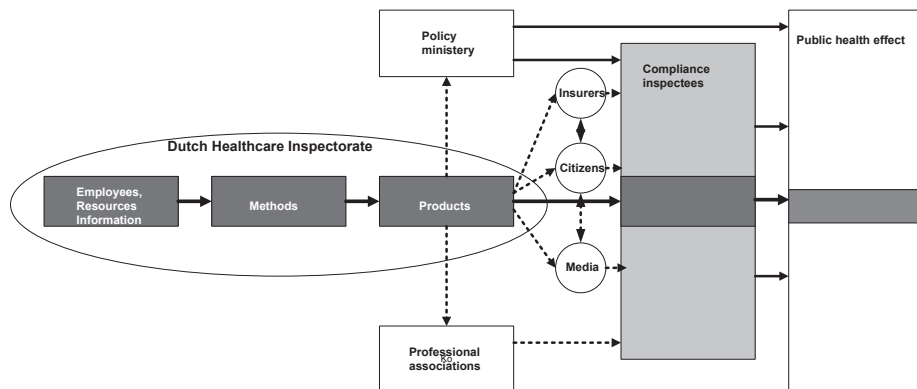 Policy
ministery
Public health effect
Compliance
inspectees
Insurers
Dutch Healthcare Inspectorate
Citizens
Employees,
Resources
Information
Methods
Products
Media
Professional
associations
Ko